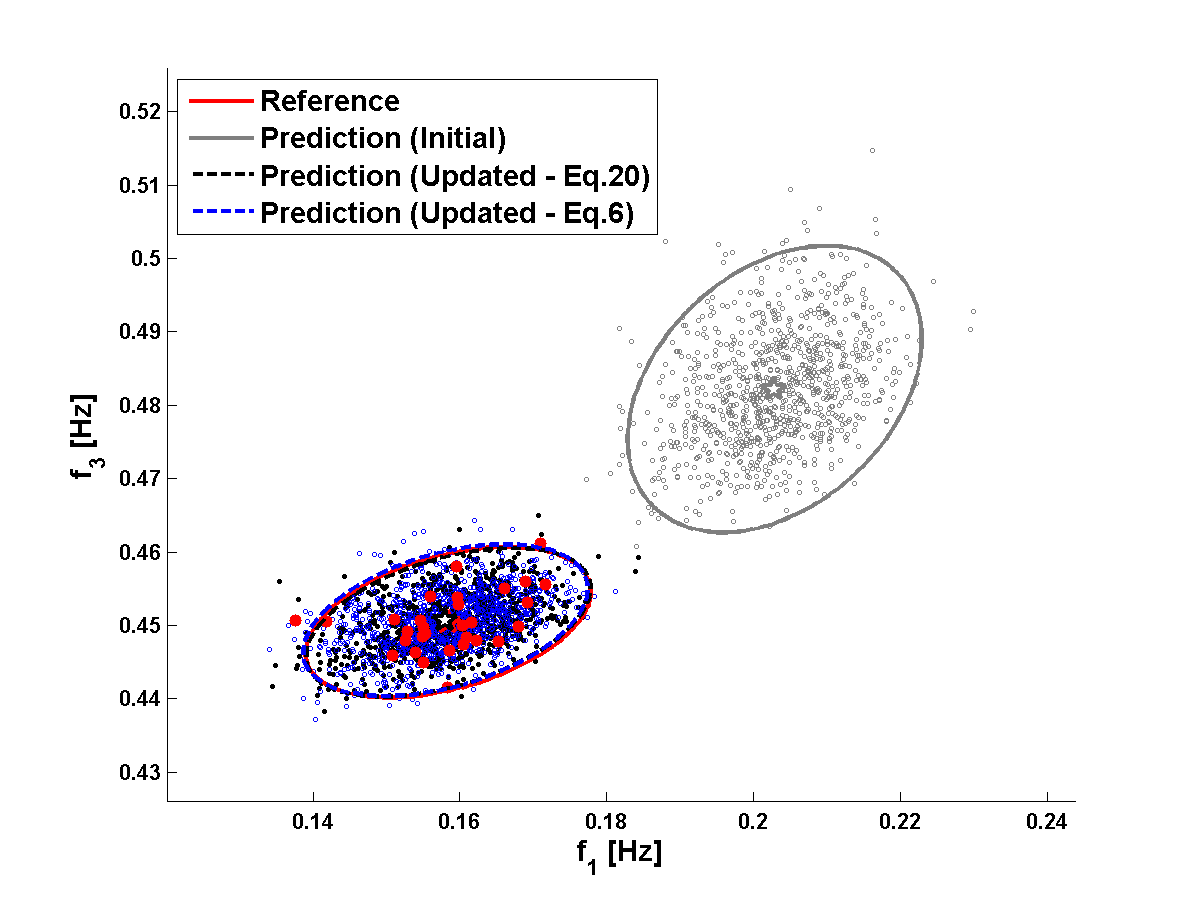 Reference
Prediction (Initial)
Prediction (Updated - Eq.20)
Prediction (Updated - Eq.6)
0.52
0.51
0.5
0.49
0.48
0.47
0.46
0.45
0.44
0.43
f3 [Hz]
0.14 0.16 0.18 0.2 0.22 0.24
f1 [Hz]